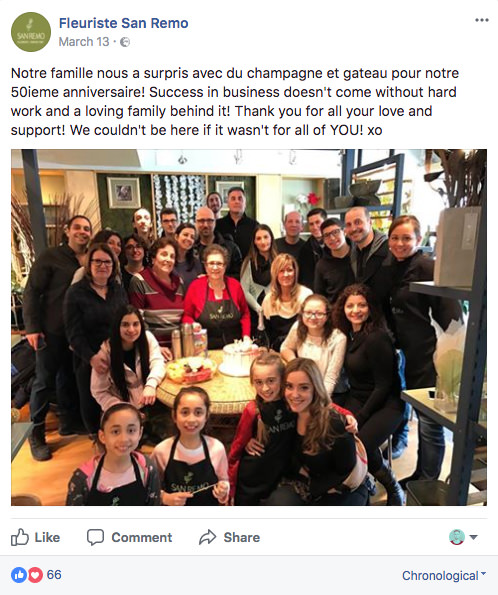 SAN REMO
Fleuriste San Remo
March 13 ·
Notre famille nous a surpris avec du champagne et gateau pour notre
50ieme anniversaire! Success in business doesn't come without hard
work and a loving family behind it! Thank you for all your love and
support! We couldn't be here if it wasn't for all of YOU! xo
SAN REMO
Like
Comment
Share
66
Chronological